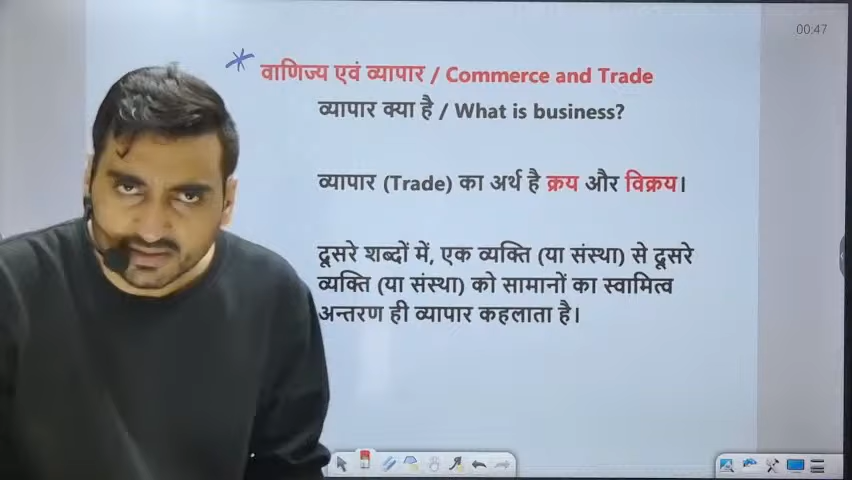 00:47
वाणिज्य एवं व्यापार / Commerce and Trade
व्यापार क्या है / What is business?
व्यापार (Trade) का अर्थ है क्रय और विक्रय।
दूसरे शब्दों में, एक व्यक्ति (या संस्था) से दूसरे
व्यक्ति (या संस्था) को सामानों का स्वामित्व
अन्तरण ही व्यापार कहलाता है।